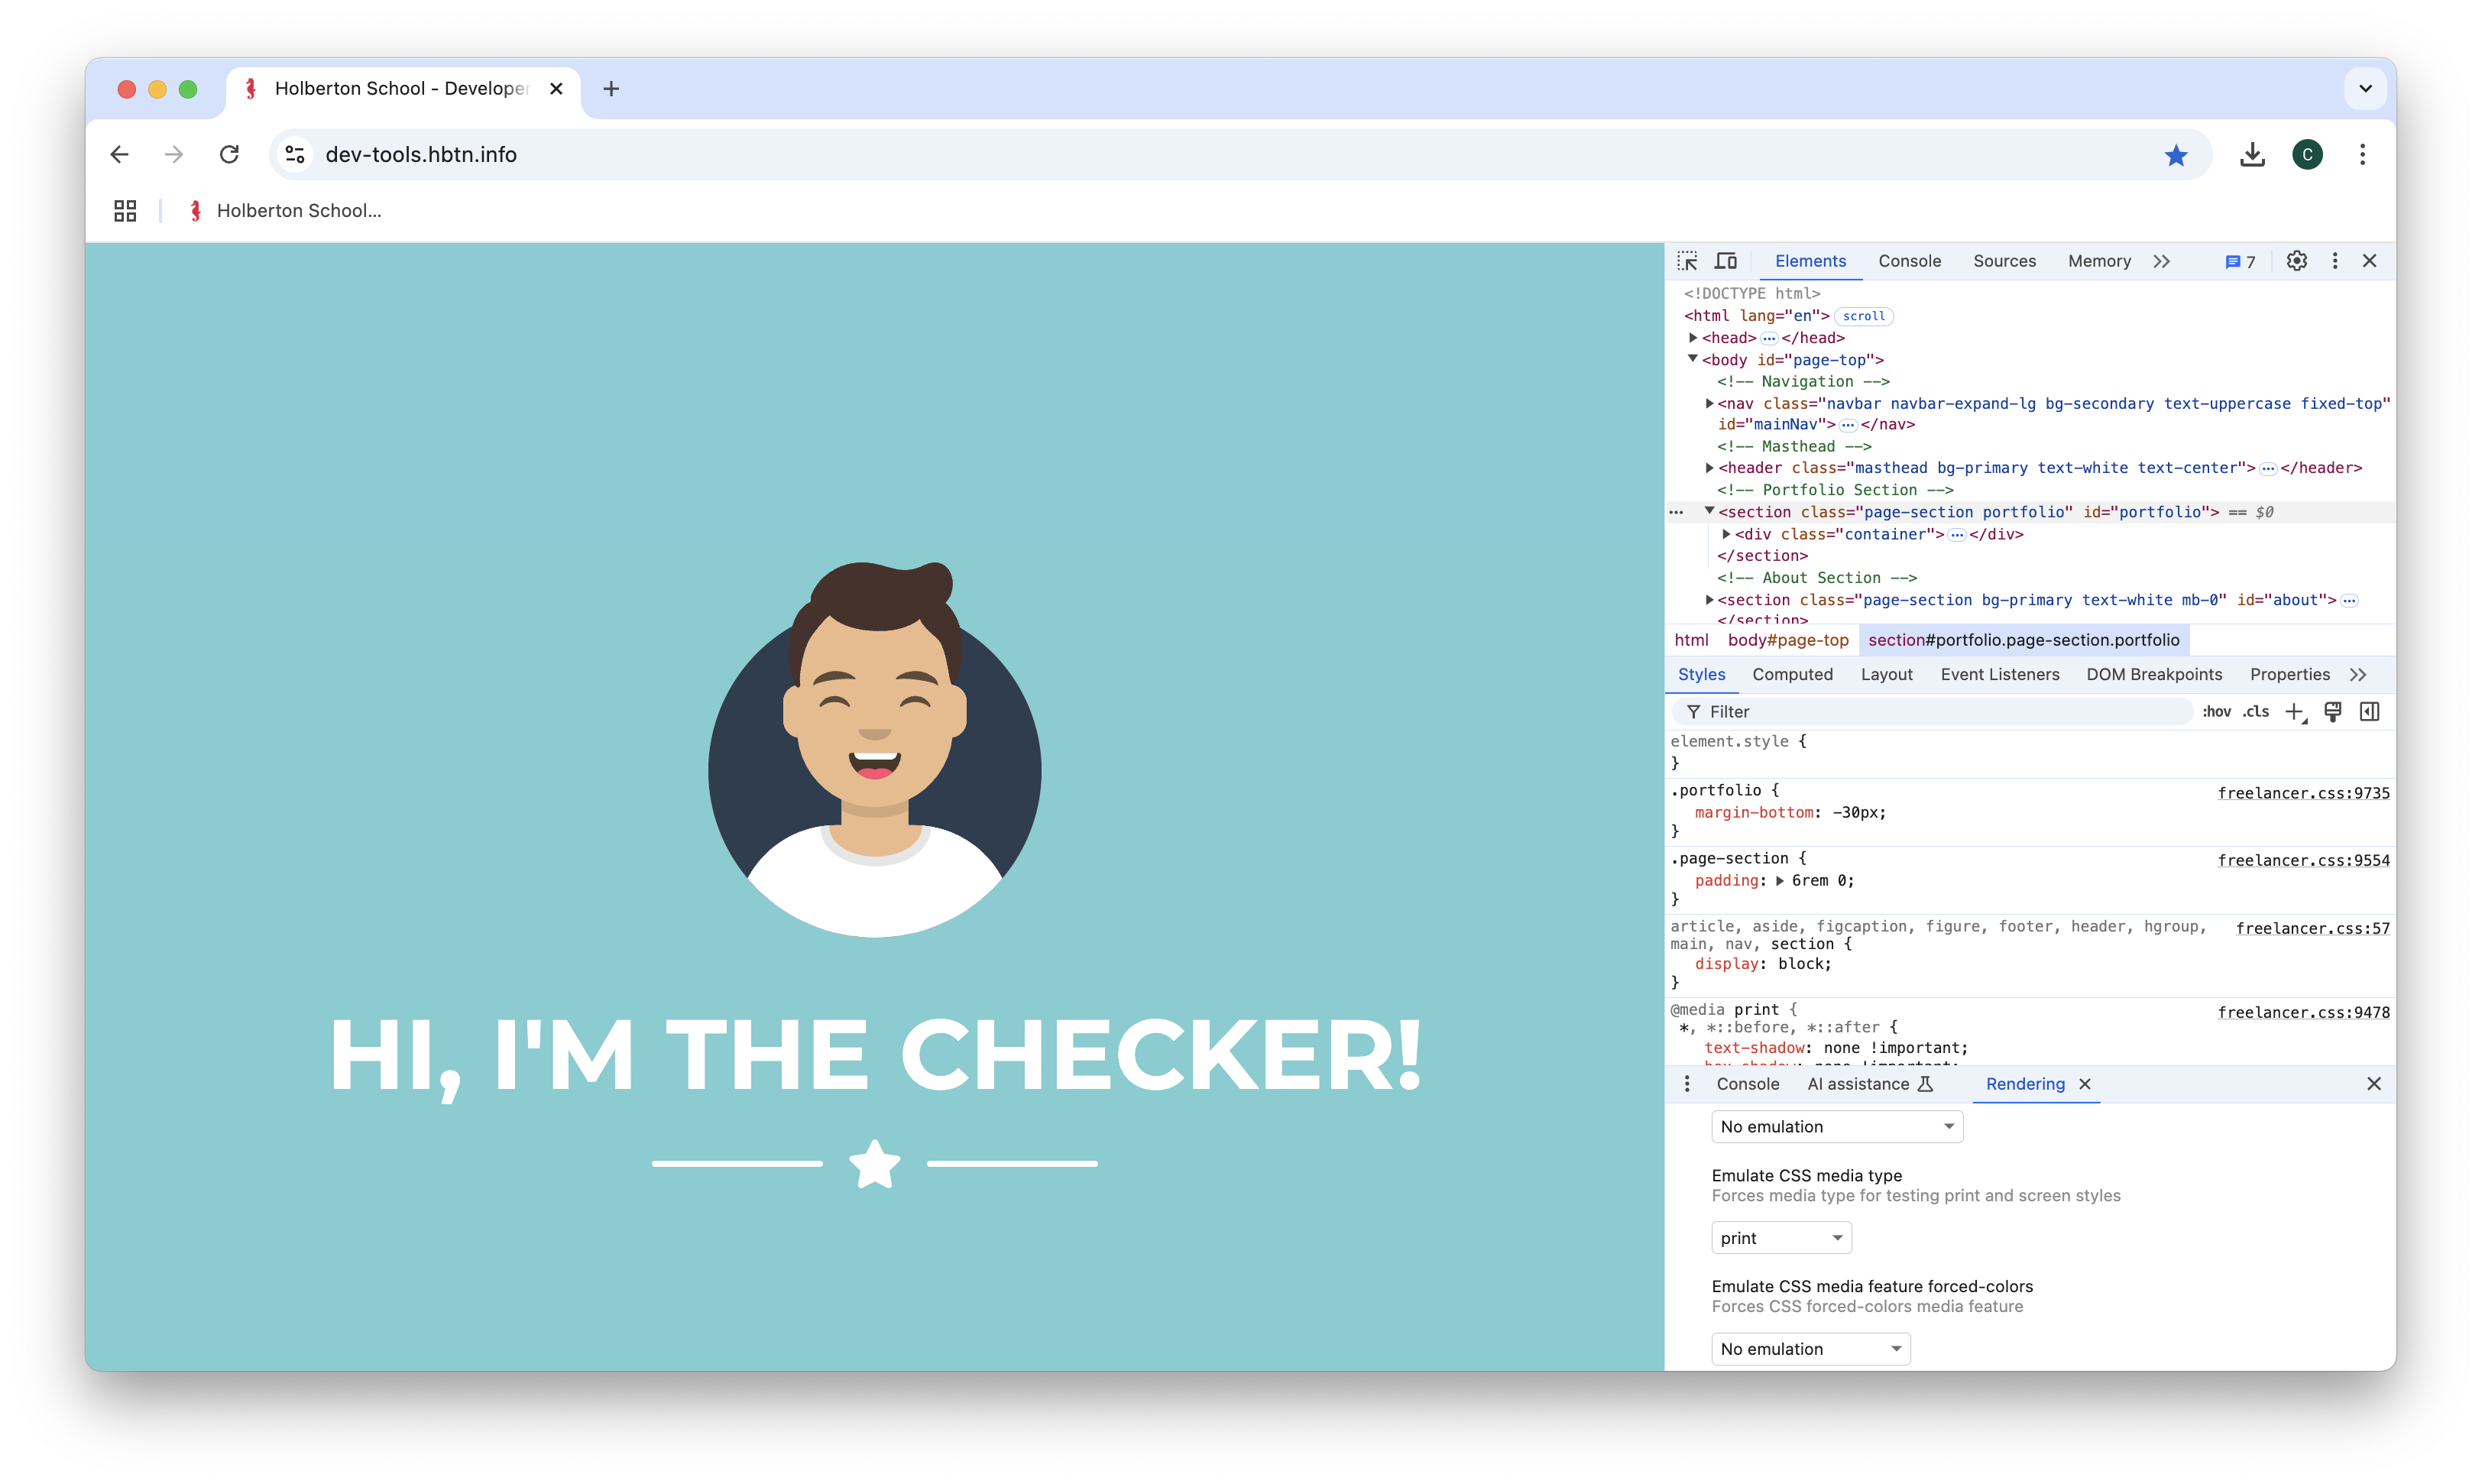 Holberton School - Developer
dev-tools.hbtn.info
C
Holberton School...
HI, I'M THE CHECKER!
Elements Console Sources Memory 7
<!DOCTYPE html>
<html lang="en"> scroll
<head> ··· </head>
<body id="page-top">
<!-- Navigation -->
<nav class="navbar navbar-expand-lg bg-secondary text-uppercase fixed-top"
id="mainNav"> ··· </nav>
<!-- Masthead -->
<header class="masthead bg-primary text-white text-center"> ··· </header>
<!-- Portfolio Section -->
<section class="page-section portfolio" id="portfolio"> == $0
<div class="container"> ··· </div>
</section>
<!-- About Section -->
<section class="page-section bg-primary text-white mb-0" id="about"> ···
</section>
html body#page-top section#portfolio.page-section.portfolio
Styles Computed Layout Event Listeners DOM Breakpoints Properties
Filter :hov .cls
element.style {
}
.portfolio { freelancer.css:9735
margin-bottom: -30px;
}
.page-section { freelancer.css:9554
padding: 6rem 0;
}
article, aside, figcaption, figure, footer, header, hgroup, freelancer.css:57
main, nav, section {
display: block;
}
@media print { freelancer.css:9478
*, *::before, *::after {
text-shadow: none !important;
box-shadow: none !important;
Console AI assistance Rendering
No emulation
Emulate CSS media type
Forces media type for testing print and screen styles
print
Emulate CSS media feature forced-colors
Forces CSS forced-colors media feature
No emulation